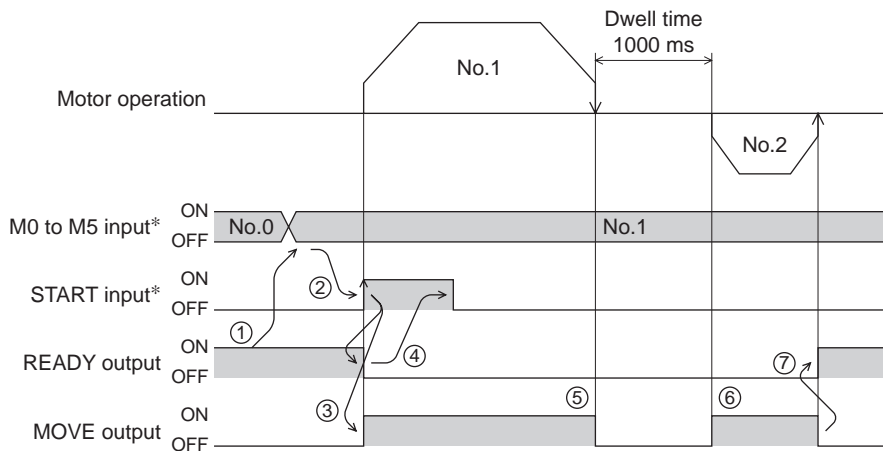 Dwell time
1000 ms
No.1
Motor operation
No.2
M0 to M5 input*
ON
OFF
No.0
No.1
START input*
ON
OFF
②
①
READY output
ON
OFF
④
⑦
③
⑤
⑥
MOVE output
ON
OFF